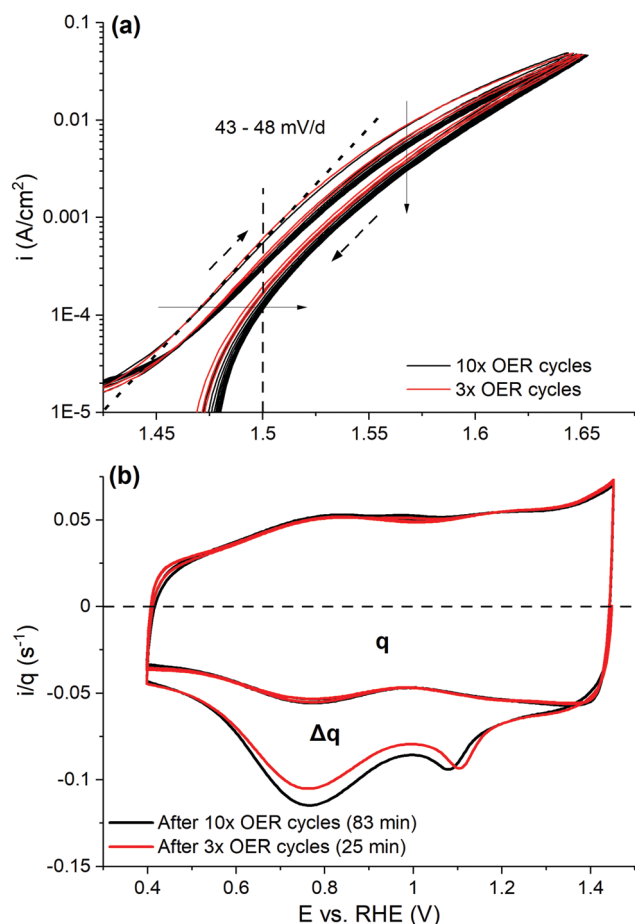 (a)
0.1
0.01
0.001
1E-4
1E-5
i (A/cm²)
43 - 48 mV/d
10x OER cycles
3x OER cycles
1.45 1.5 1.55 1.6 1.65
(b)
0.05
0
-0.05
-0.1
-0.15
i/q (s⁻¹)
q
Δq
After 10x OER cycles (83 min)
After 3x OER cycles (25 min)
0.4 0.6 0.8 1 1.2 1.4
E vs. RHE (V)